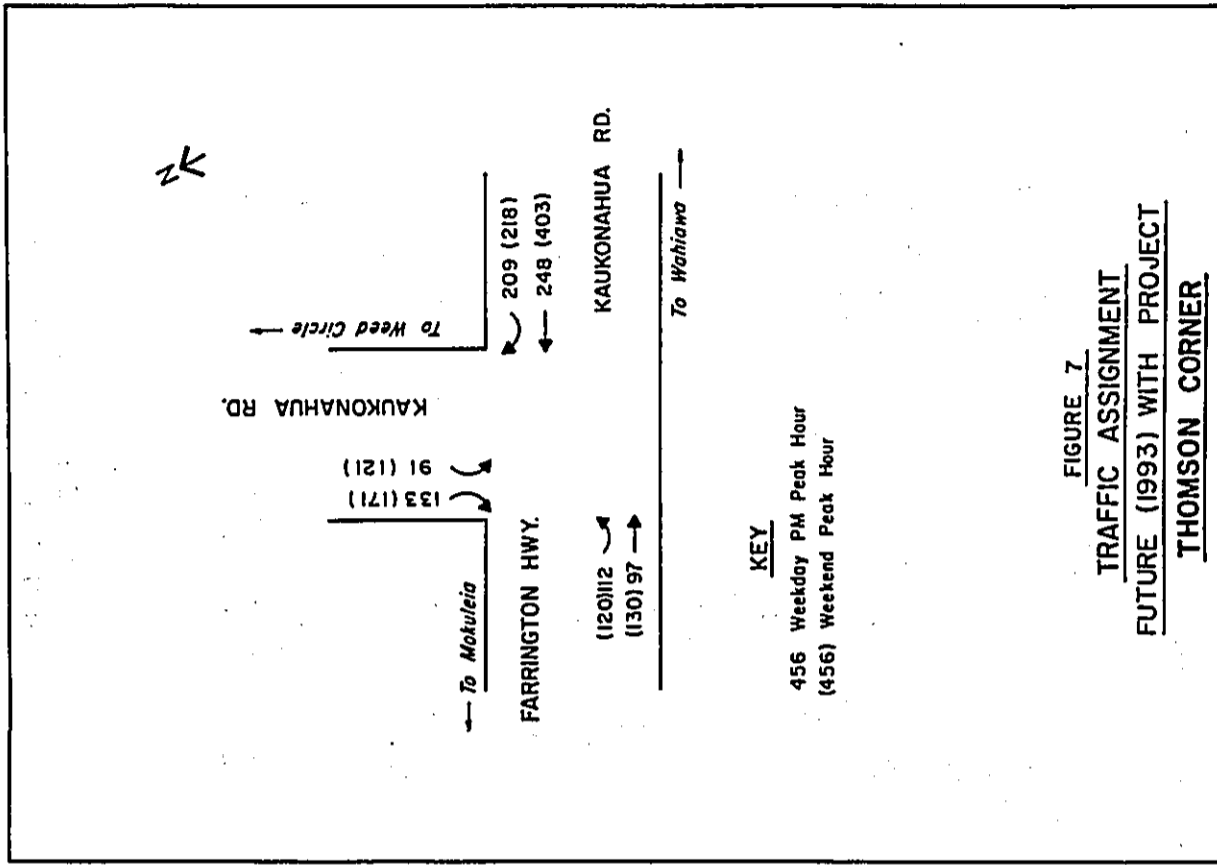 N
To Weed Circle
KAUKONAHUA RD.
91 (121)
133 (171)
209 (218)
248 (403)
To Mokuleia
FARRINGTON HWY.
KAUKONAHUA RD.
(120)112
(130) 97
To Wahiawa
KEY
456 Weekday PM Peak Hour
(456) Weekend Peak Hour
FIGURE 7
TRAFFIC ASSIGNMENT
FUTURE (1993) WITH PROJECT
THOMSON CORNER